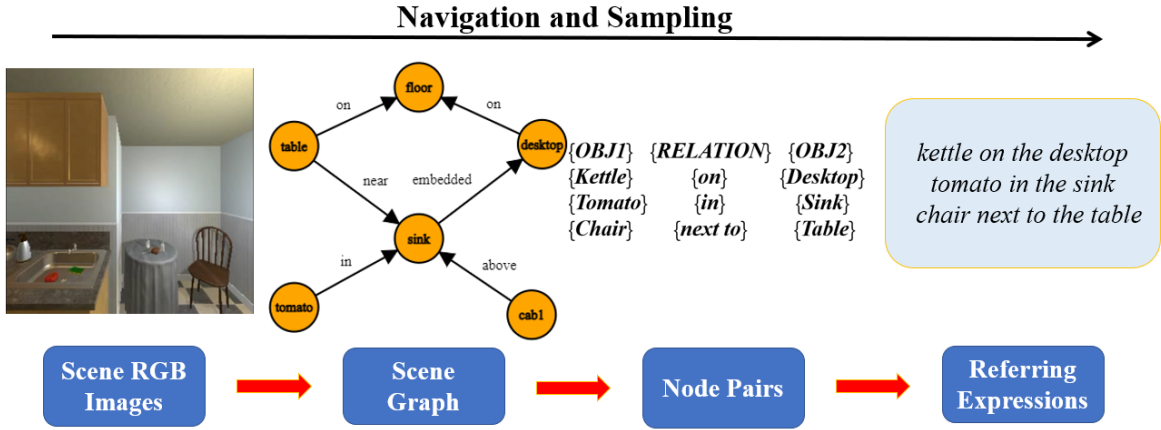 Navigation and Sampling
floor
on
on
table
desktop
near
embedded
sink
in
above
tomato
cab1
{OBJ1} {RELATION} {OBJ2}
{Kettle} {on} {Desktop}
{Tomato} {in} {Sink}
{Chair} {next to} {Table}
kettle on the desktop
tomato in the sink
chair next to the table
Scene RGB
Images
Scene
Graph
Node Pairs
Referring
Expressions